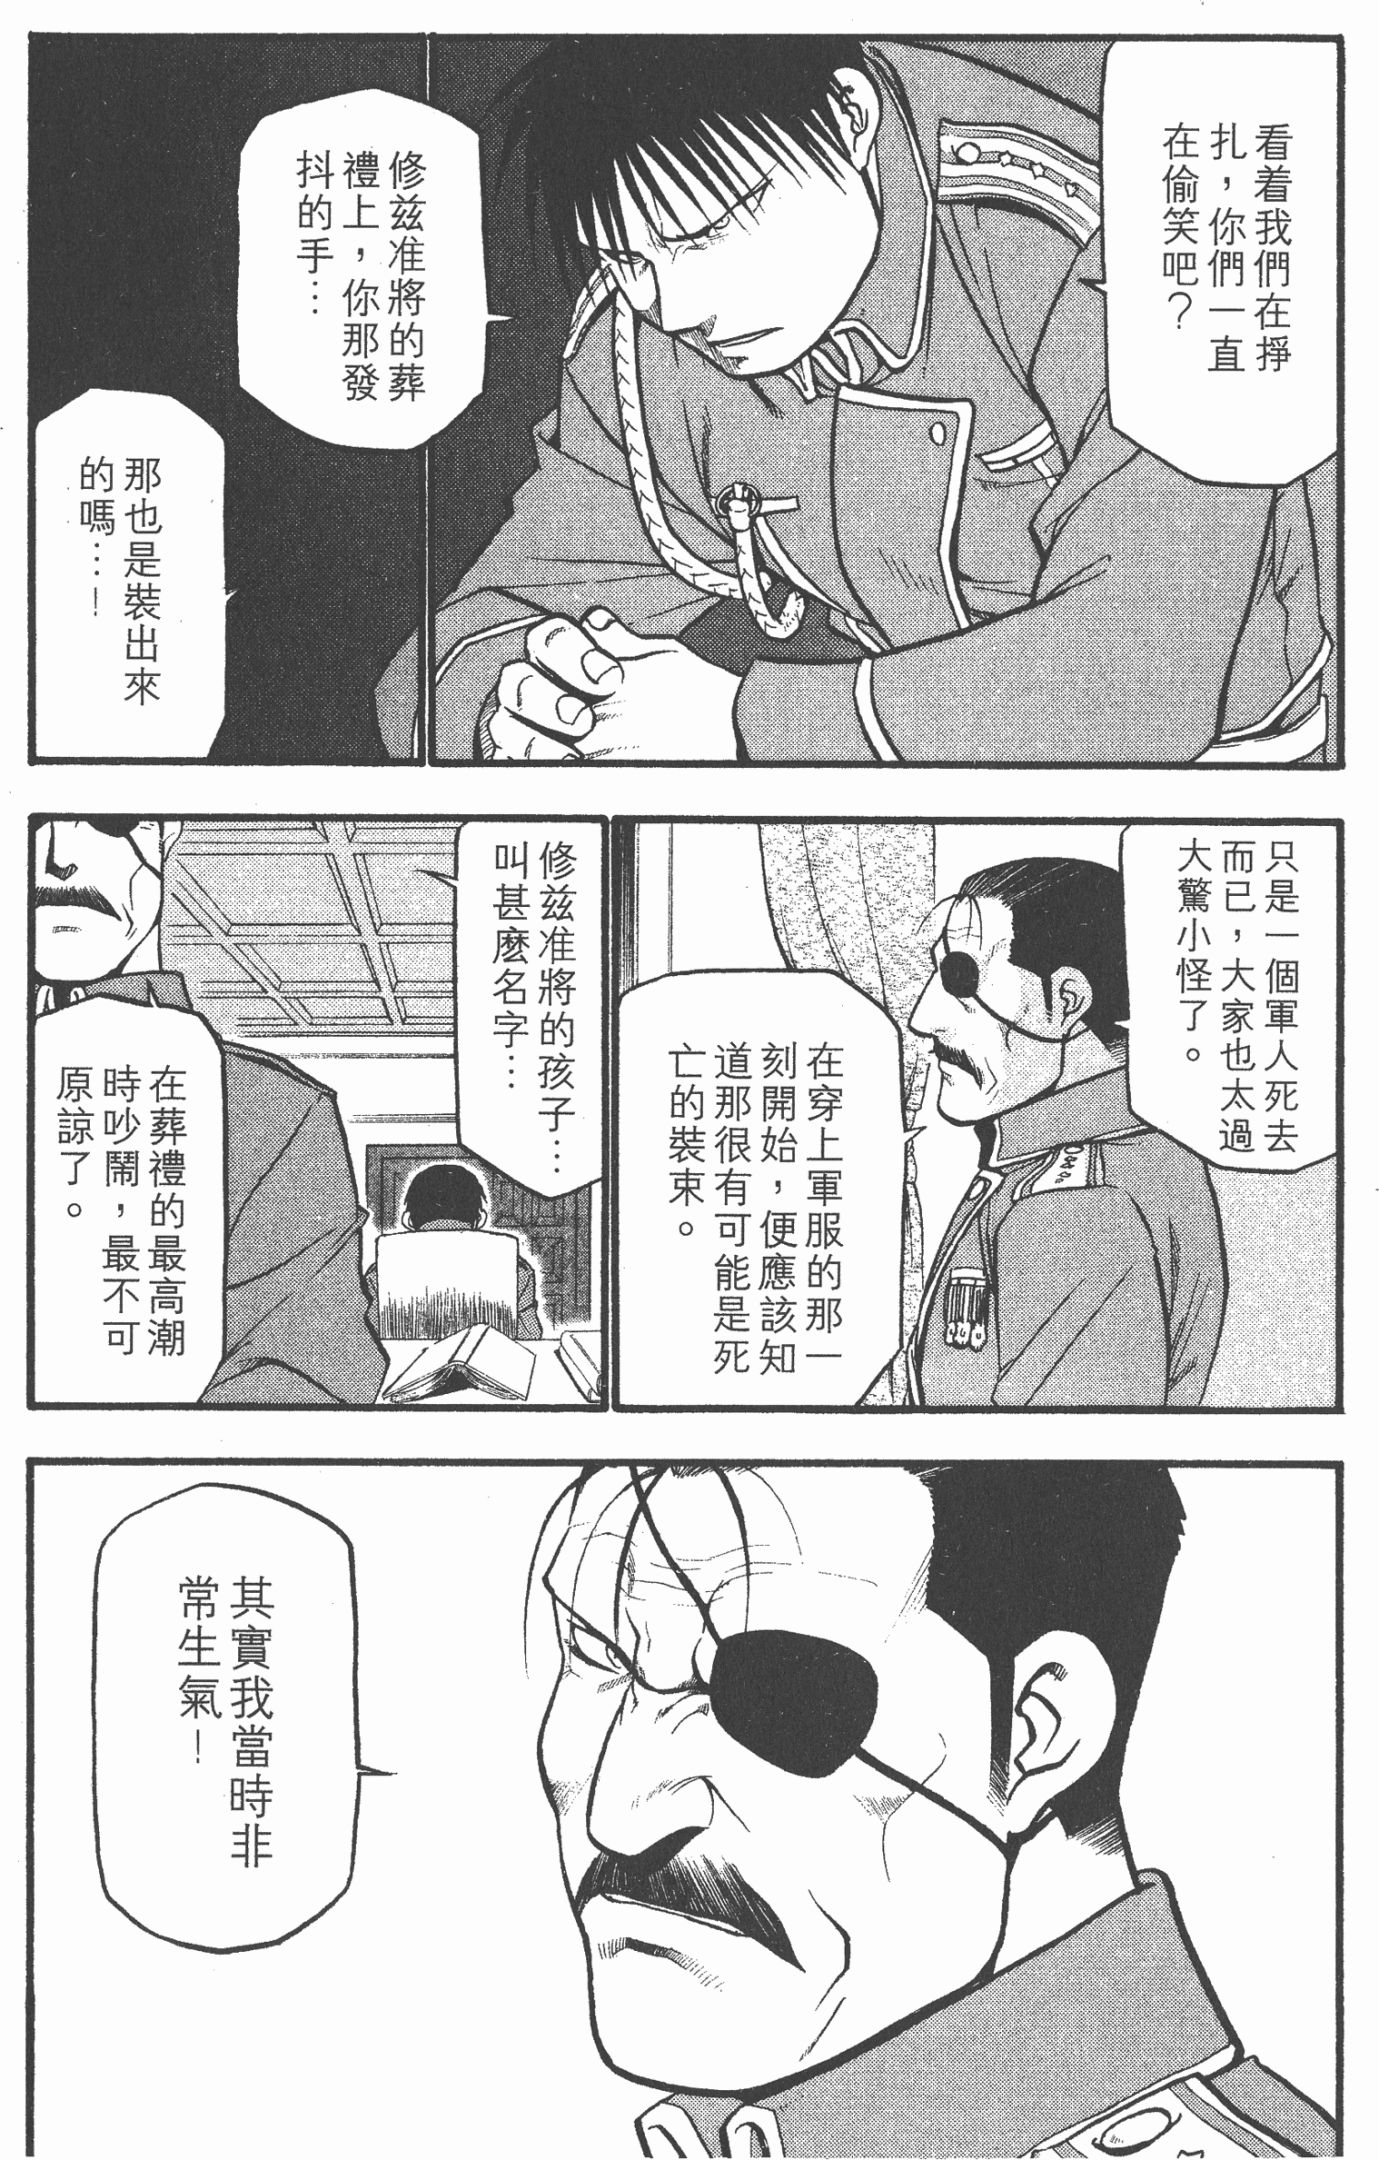 看着我們在掙
扎，你們一直
在偷笑吧？
修兹准將的葬
禮上，你那發
抖的手…
那也是裝出來
的嗎……！
只是一個軍人死去
而已，大家也太過
大驚小怪了。
在穿上軍服的那一
刻開始，便應該知
道那很有可能是死
亡的裝束。
修兹准將的孩子…
叫甚麽名字…
在葬禮的最高潮
時吵鬧，最不可
原諒了。
其實我當時非
常生氣！